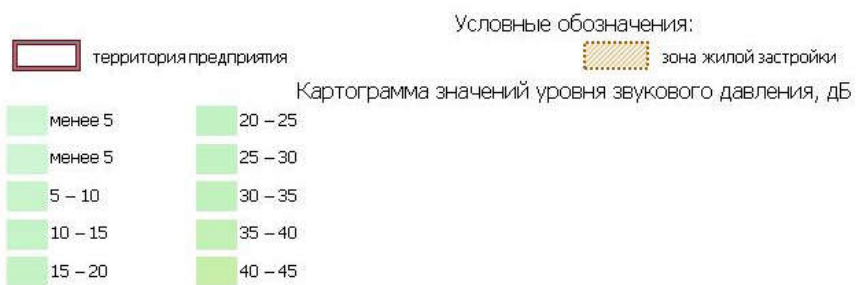 Условные обозначения:
территория предприятия
зона жилой застройки
Картограмма значений уровня звукового давления, дБ
менее 5
20 – 25
менее 5
25 – 30
5 – 10
30 – 35
10 – 15
35 – 40
15 – 20
40 – 45